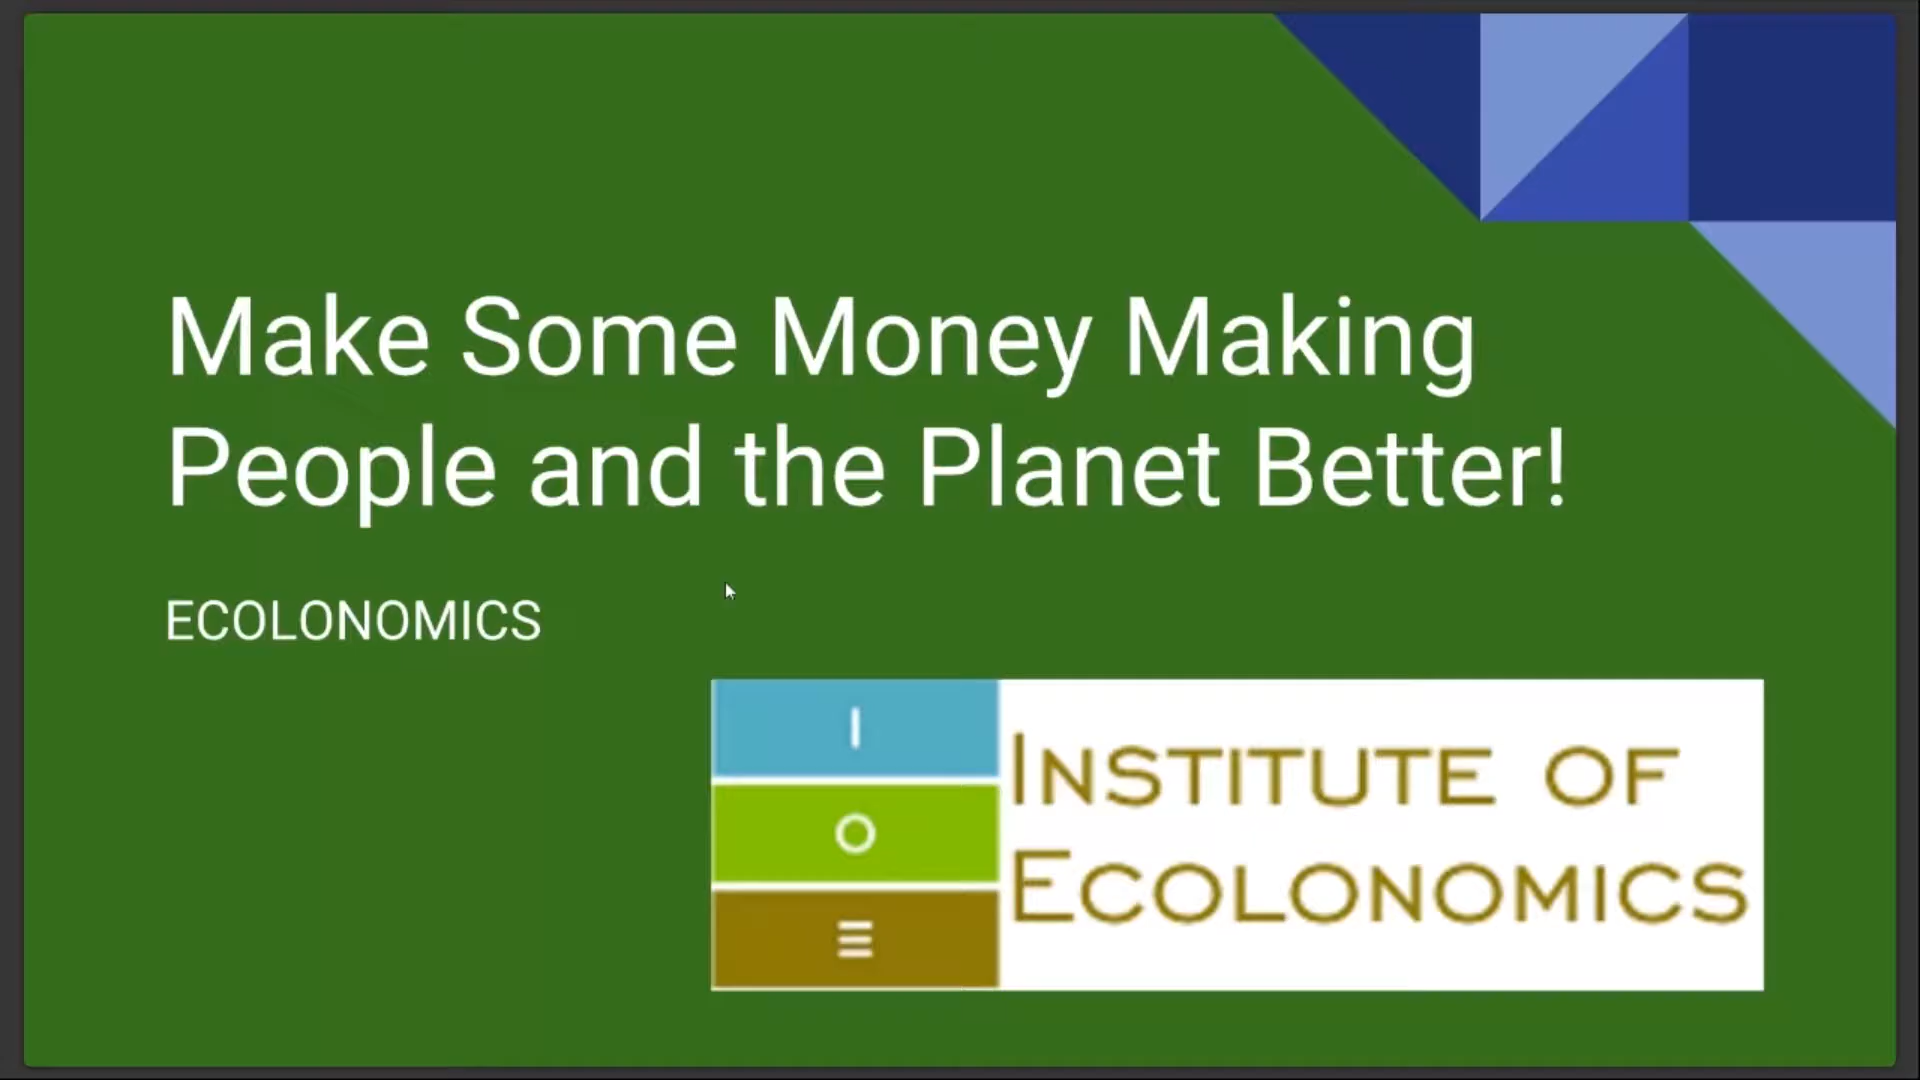 Make Some Money Making
People and the Planet Better!
ECOLONOMICS
I
O
E
INSTITUTE OF
ECOLONOMICS